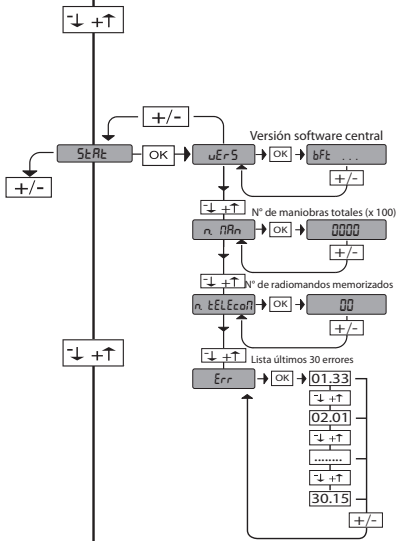 -↓ +↑
+/-
Versión software central
StAt
OK
vErS
OK
bFt ...
+/-
+/-
-↓ +↑
N° de maniobras totales (x 100)
n. MAn
OK
0000
+/-
-↓ +↑
N° de radiomandos memorizados
n. tELEcoM
OK
00
+/-
-↓ +↑
-↓ +↑
Lista últimos 30 errores
Err
OK
01.33
-↓ +↑
02.01
-↓ +↑
........
-↓ +↑
30.15
+/-